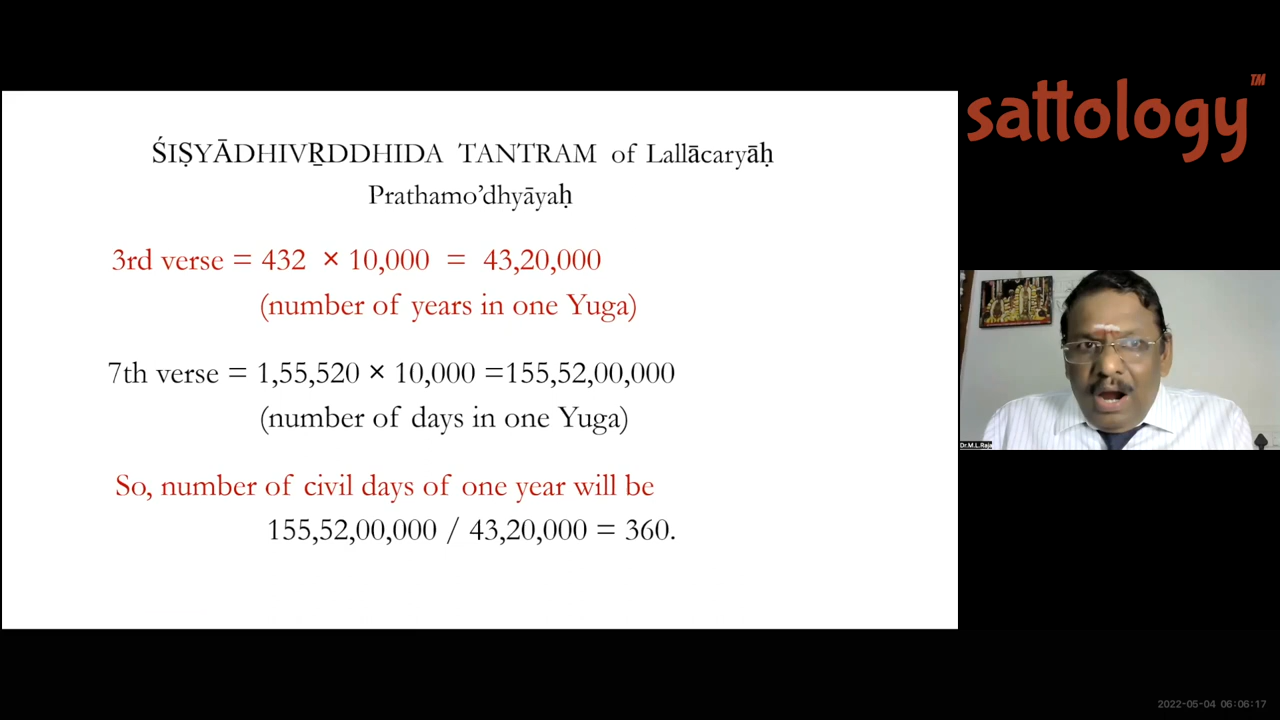 sattology™
ŚIṢYĀDHIVṞDDHIDA TANTRAM of Lallācaryāḥ
Prathamo’dhyāyaḥ
3rd verse = 432 × 10,000 = 43,20,000
(number of years in one Yuga)
7th verse = 1,55,520 × 10,000 =155,52,00,000
(number of days in one Yuga)
So, number of civil days of one year will be
155,52,00,000 / 43,20,000 = 360.
Dr.M.L.Raja
2022-05-04 06:06:17